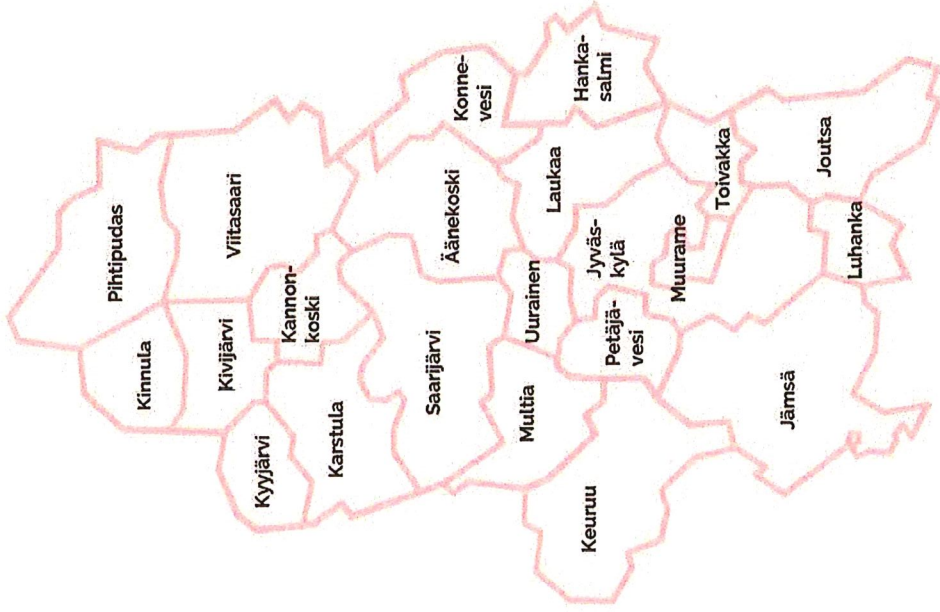 Pihtipudas
Kinnula
Viitasaari
Kivijärvi
Kannon-
koski
Kyyjärvi
Karstula
Saarijärvi
Äänekoski
Konne-
vesi
Hanka-
salmi
Laukaa
Uurainen
Multia
Jyväs-
kylä
Petäjä-
vesi
Keuruu
Muurame
Toivakka
Joutsa
Luhanka
Jämsä